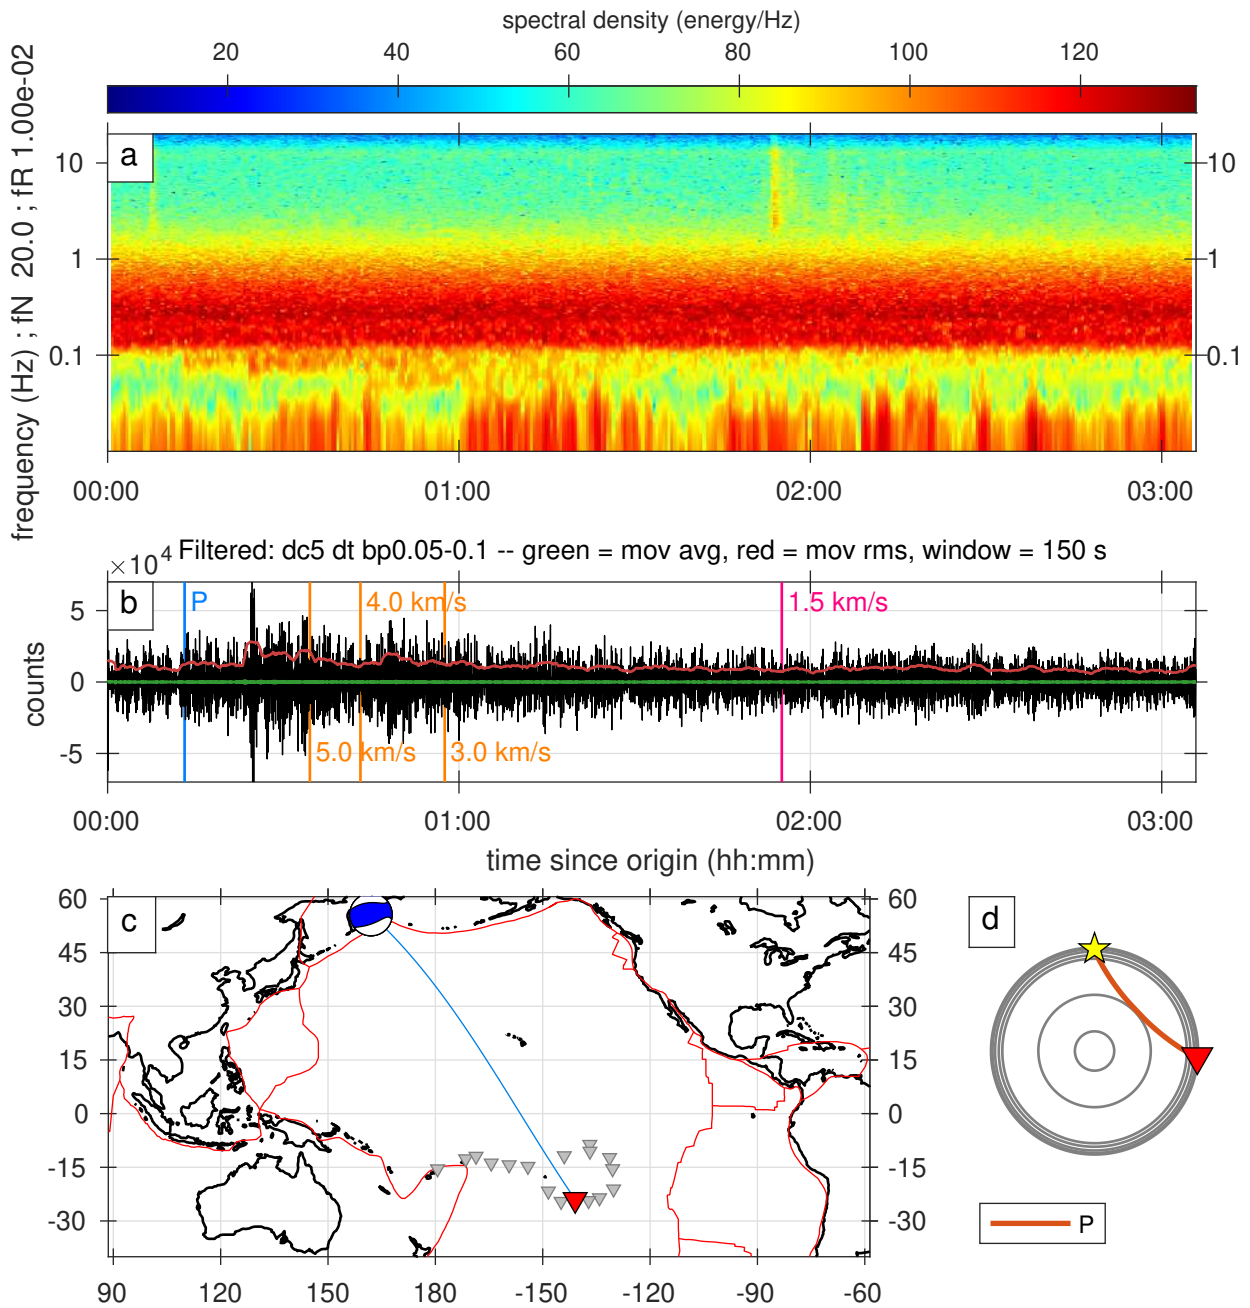 spectral density (energy/Hz)
20 40 60 80 100 120
frequency (Hz) ; fN 20.0 ; fR 1.00e-02
a
10 10
1 1
0.1 0.1
00:00 01:00 02:00 03:00
×10 4 Filtered: dc5 dt bp0.05-0.1 -- green = mov avg, red = mov rms, window = 150 s
counts
b
P 4.0 km/s 1.5 km/s
5
0
-5
5.0 km/s 3.0 km/s
00:00 01:00 02:00 03:00
time since origin (hh:mm)
c
60 60
45 45
30 30
15 15
0 0
-15 -15
-30 -30
90 120 150 180 -150 -120 -90 -60
d
P